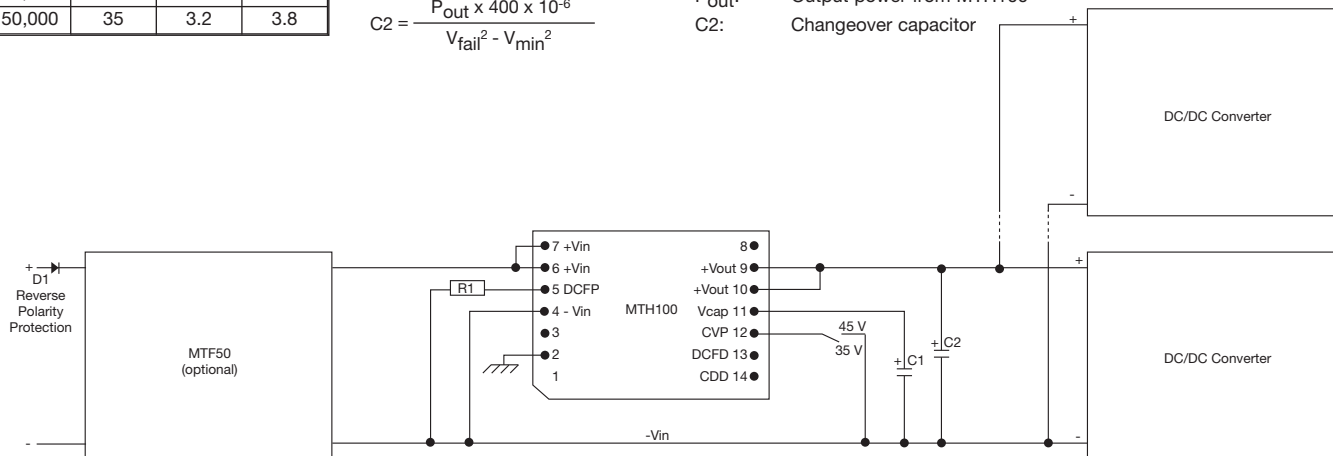 50,000 35 3.2 3.8
C2 = Pout x 400 x 10-6
Vfail2 - Vmin2
Pout: Output power from MTH100
C2: Changeover capacitor
+
DC/DC Converter
-
+
D1
Reverse
Polarity
Protection
-
MTF50
(optional)
R1
7 +Vin
6 +Vin
5 DCFP
4 - Vin
3
2
1
MTH100
8
+Vout 9
+Vout 10
Vcap 11
CVP 12
DCFD 13
CDD 14
45 V
35 V
+ C1
+ C2
-Vin
+
DC/DC Converter
-